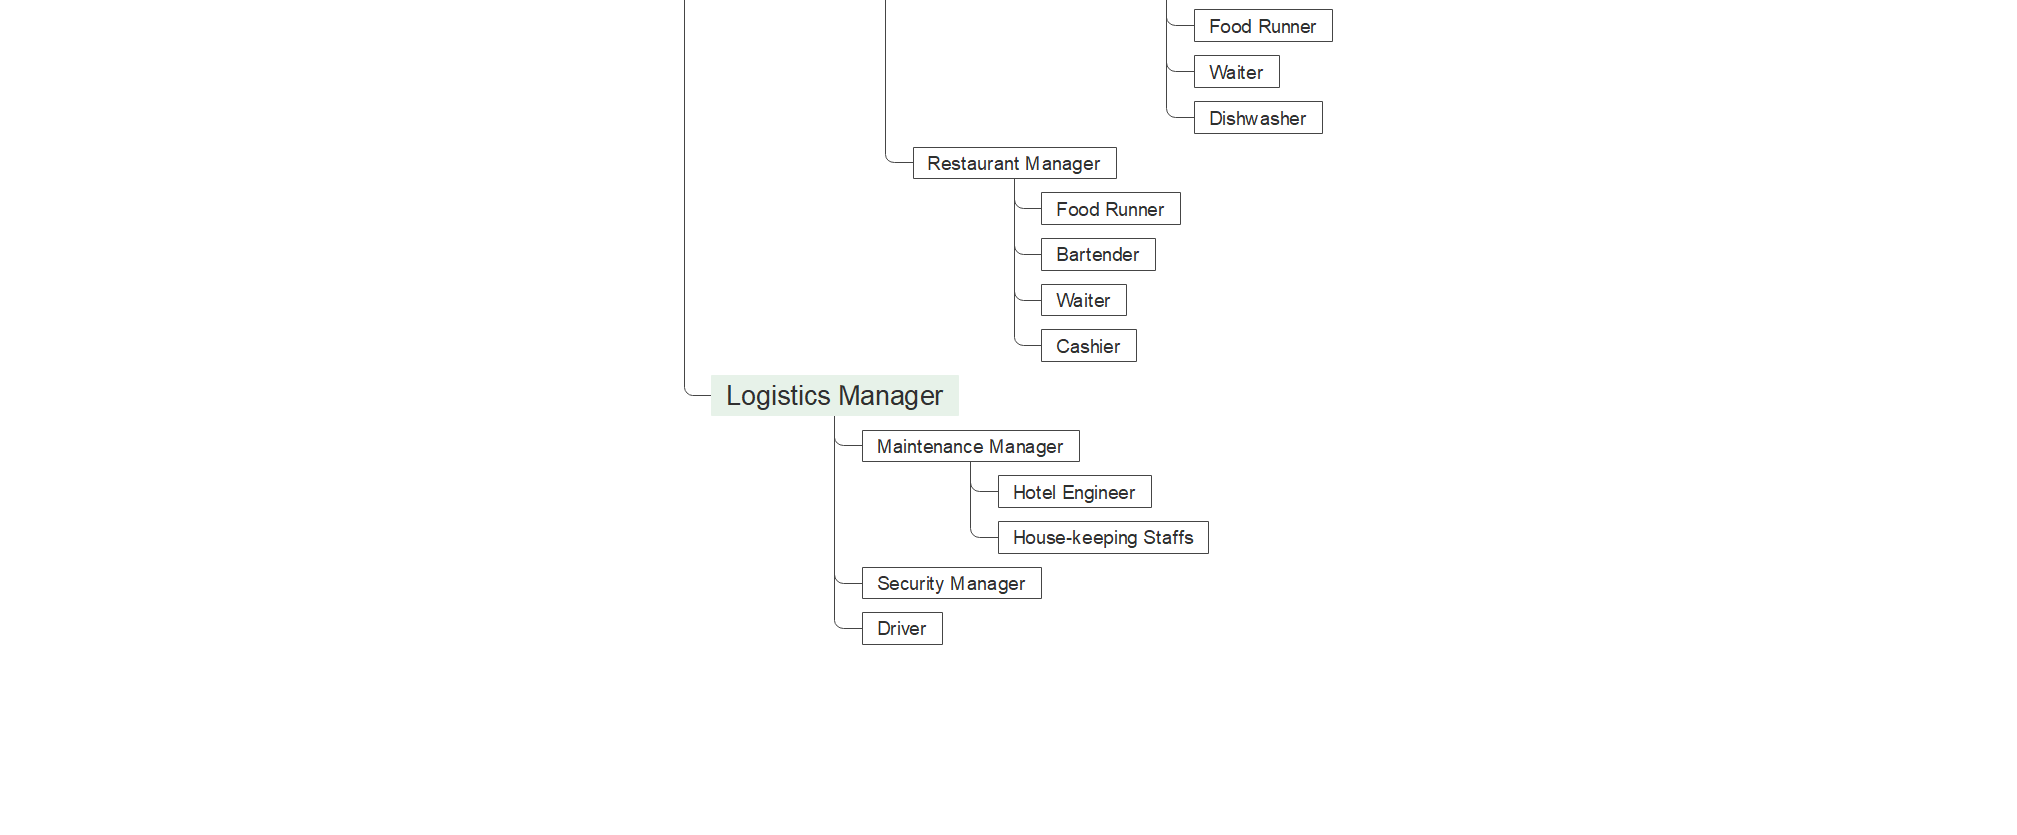 Food Runner
Waiter
Dishwasher
Restaurant Manager
Food Runner
Bartender
Waiter
Cashier
Logistics Manager
Maintenance Manager
Hotel Engineer
House-keeping Staffs
Security Manager
Driver